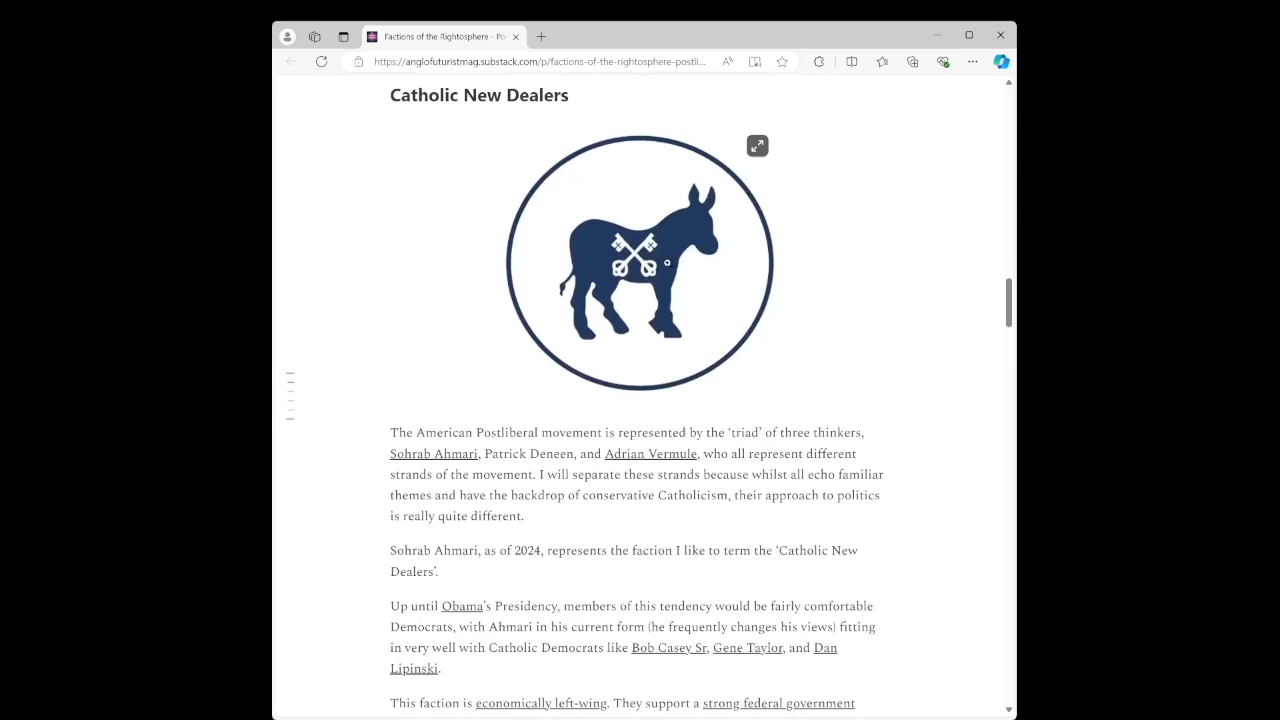 Factions of the Rightosphere - Po
https://anglofuturistmag.substack.com/p/factions-of-the-rightosphere-postli...
Catholic New Dealers
The American Postliberal movement is represented by the ‘triad’ of three thinkers,
Sohrab Ahmari, Patrick Deneen, and Adrian Vermule, who all represent different
strands of the movement. I will separate these strands because whilst all echo familiar
themes and have the backdrop of conservative Catholicism, their approach to politics
is really quite different.
Sohrab Ahmari, as of 2024, represents the faction I like to term the ‘Catholic New
Dealers’.
Up until Obama’s Presidency, members of this tendency would be fairly comfortable
Democrats, with Ahmari in his current form (he frequently changes his views) fitting
in very well with Catholic Democrats like Bob Casey Sr, Gene Taylor, and Dan
Lipinski.
This faction is economically left-wing. They support a strong federal government